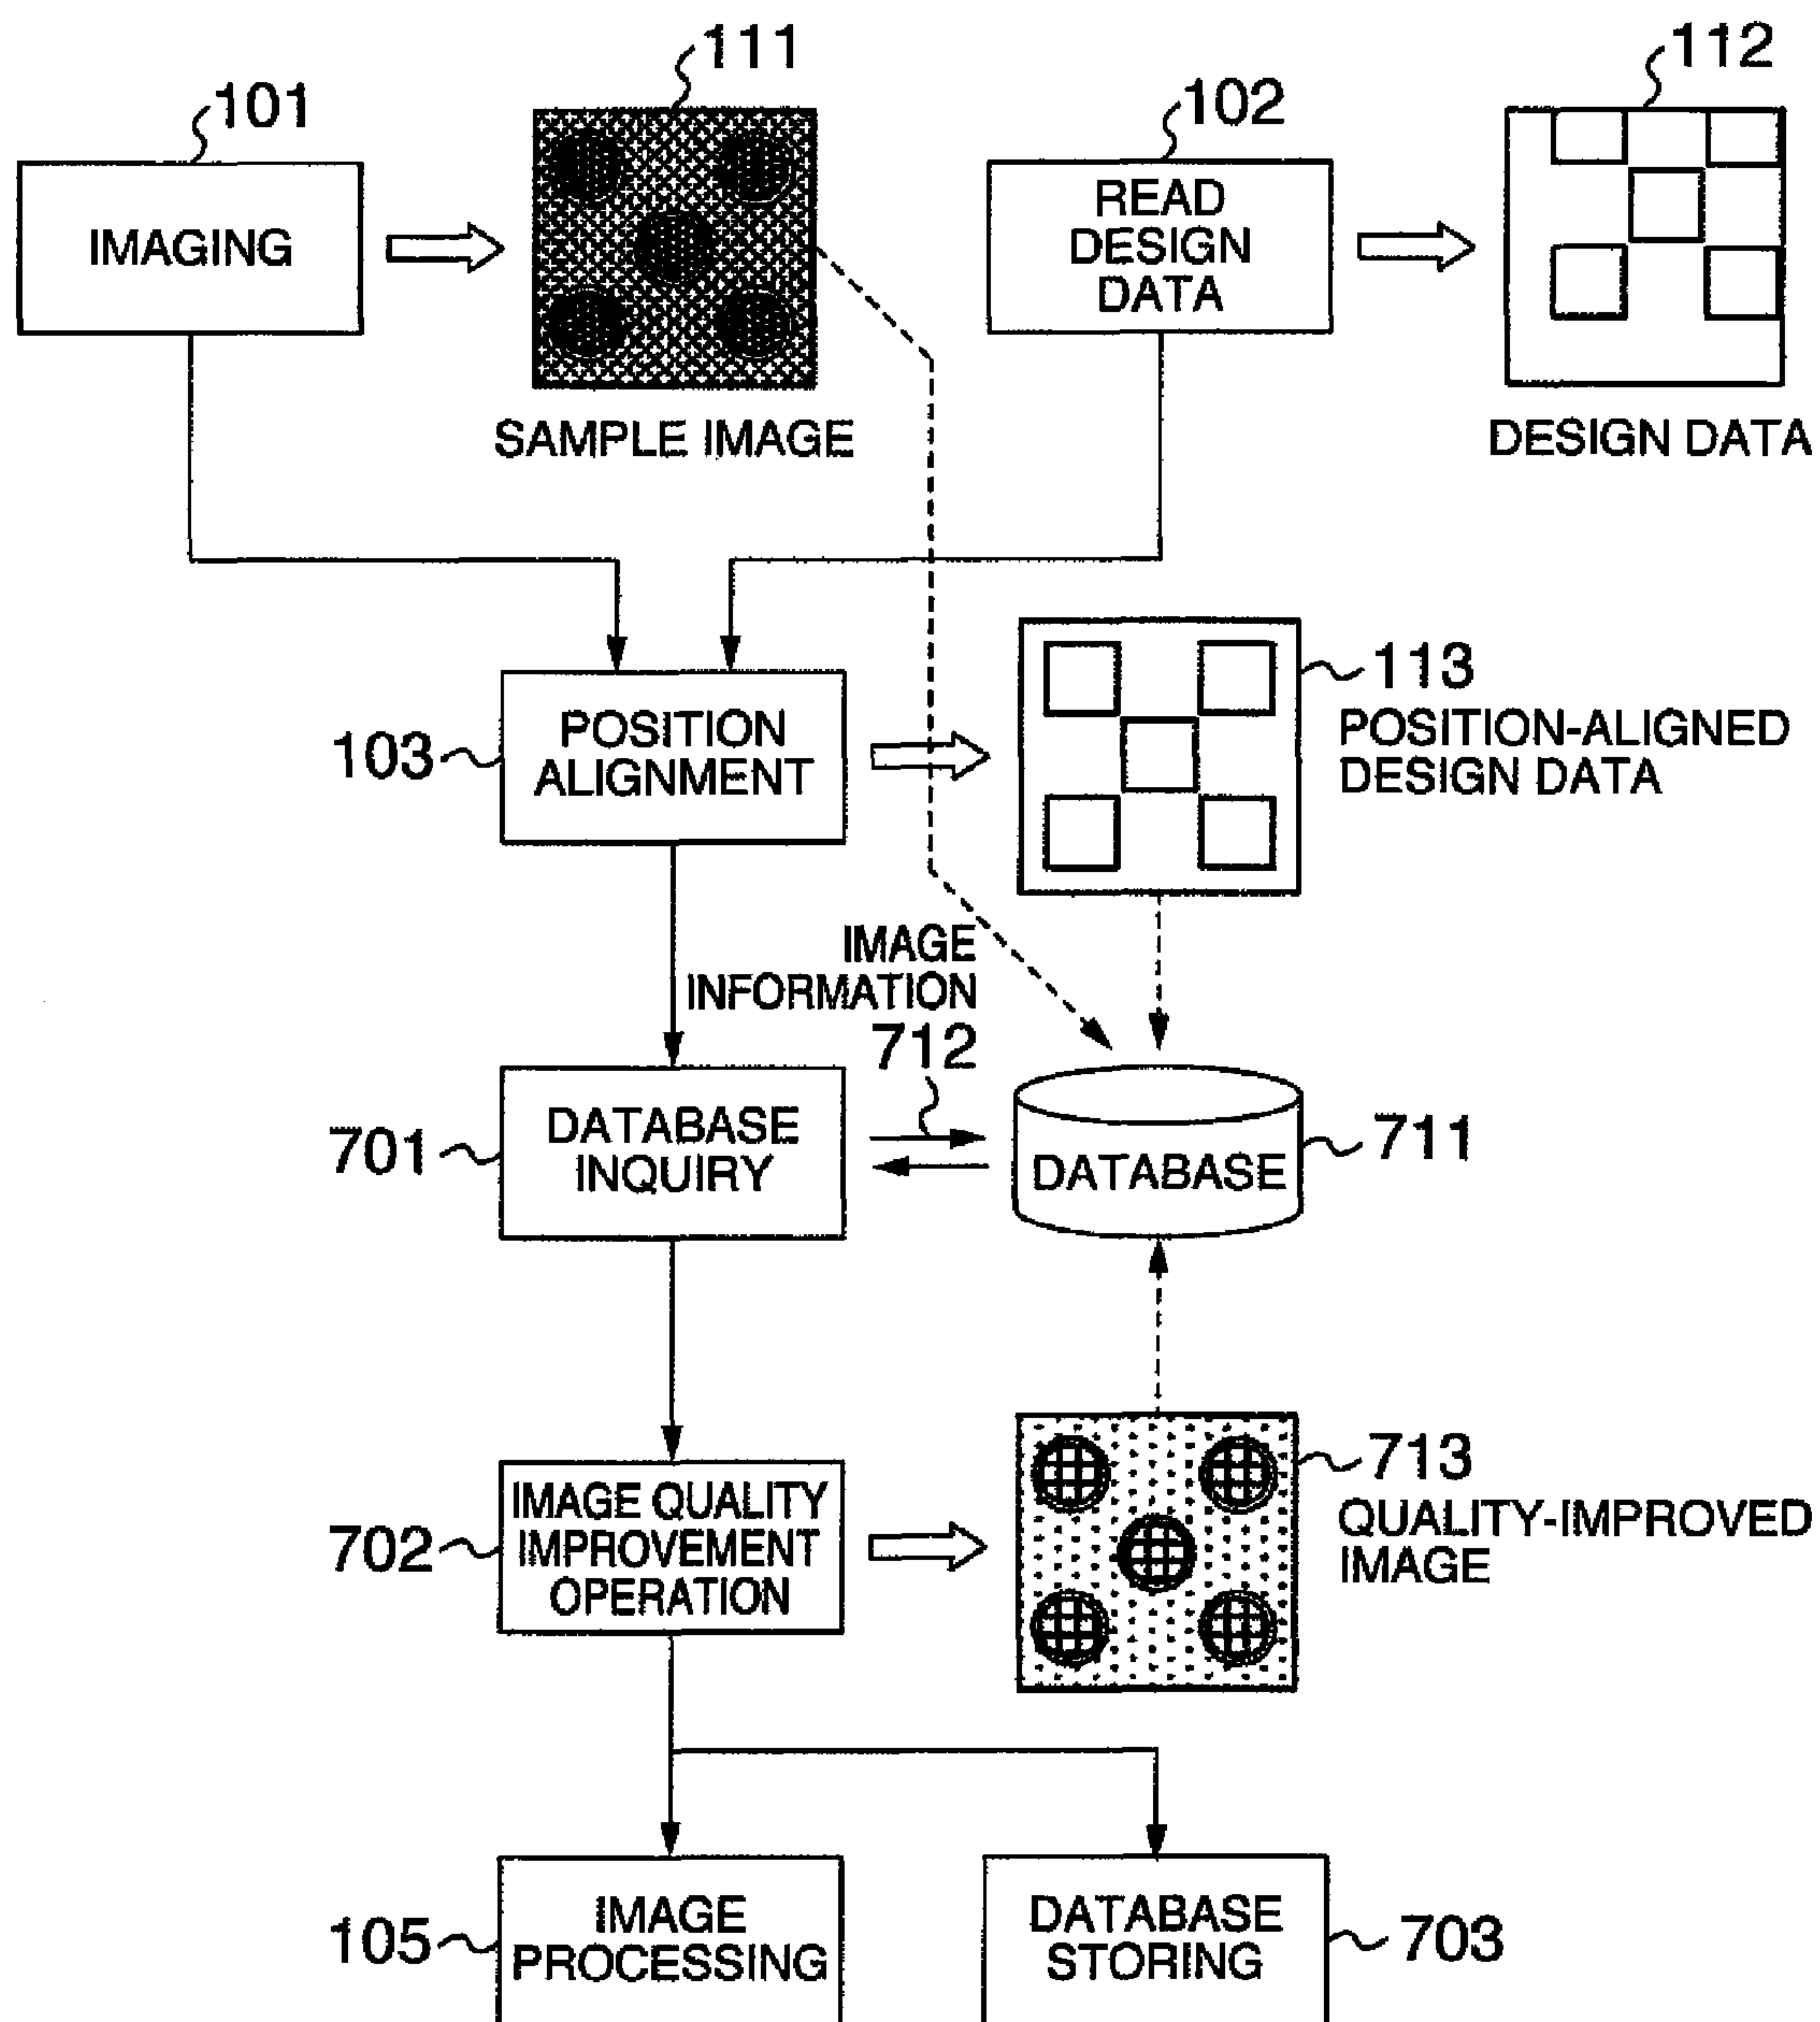 111
112
101
102
IMAGING
READ
DESIGN
DATA
SAMPLE IMAGE
DESIGN DATA
113
POSITION-ALIGNED
DESIGN DATA
103
POSITION
ALIGNMENT
IMAGE
INFORMATION
712
701
DATABASE
INQUIRY
DATABASE
711
702
IMAGE QUALITY
IMPROVEMENT
OPERATION
713
QUALITY-IMPROVED
IMAGE
105
IMAGE
PROCESSING
DATABASE
STORING
703